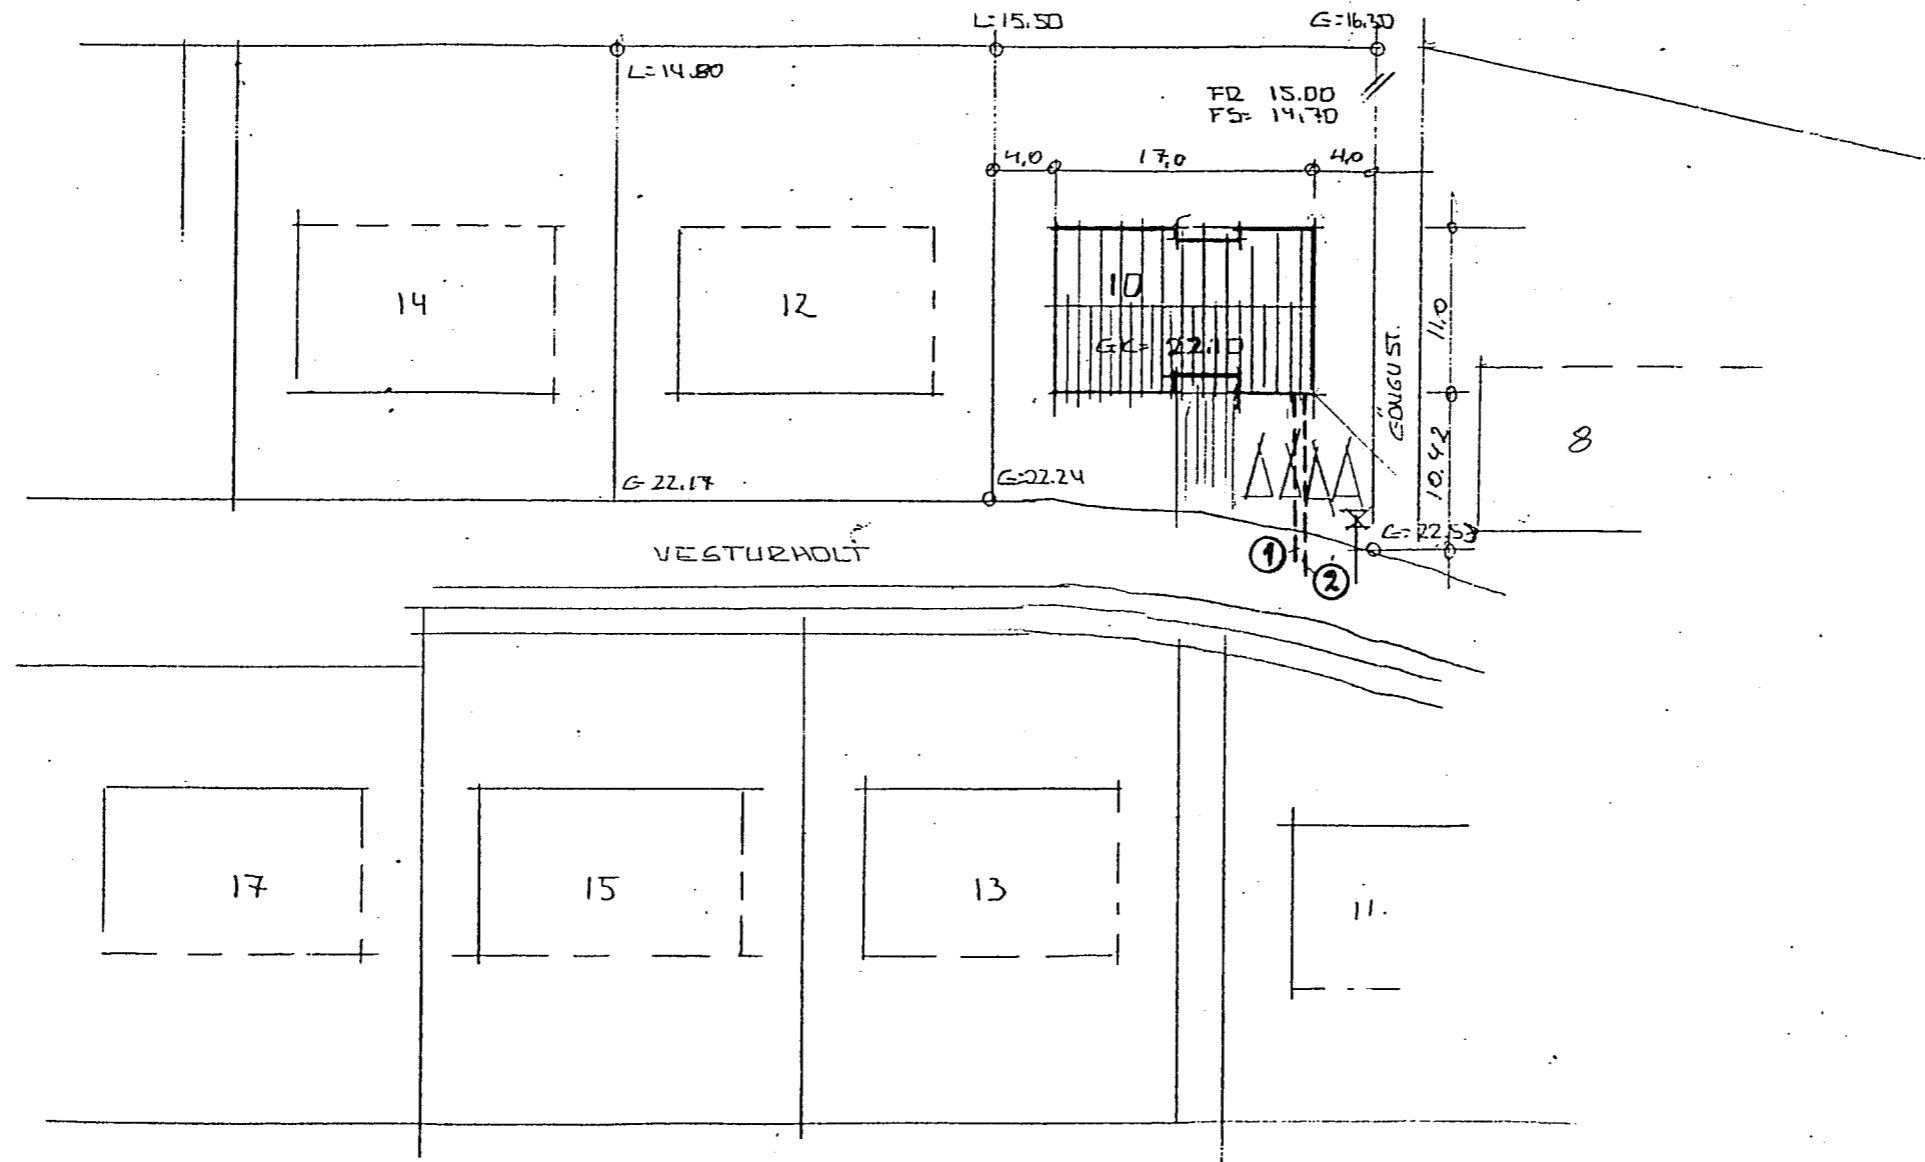 L=15.50
G=16.30
L=14.80
FR 15.00
FS= 14.70
4,0
17,0
4,0
14
12
10
GK= 22.10
GÖNGUST.
11.0
10.42
8
G 22.17
G=22.24
G=22.53
VESTURHOLT
1
2
17
15
13
11.